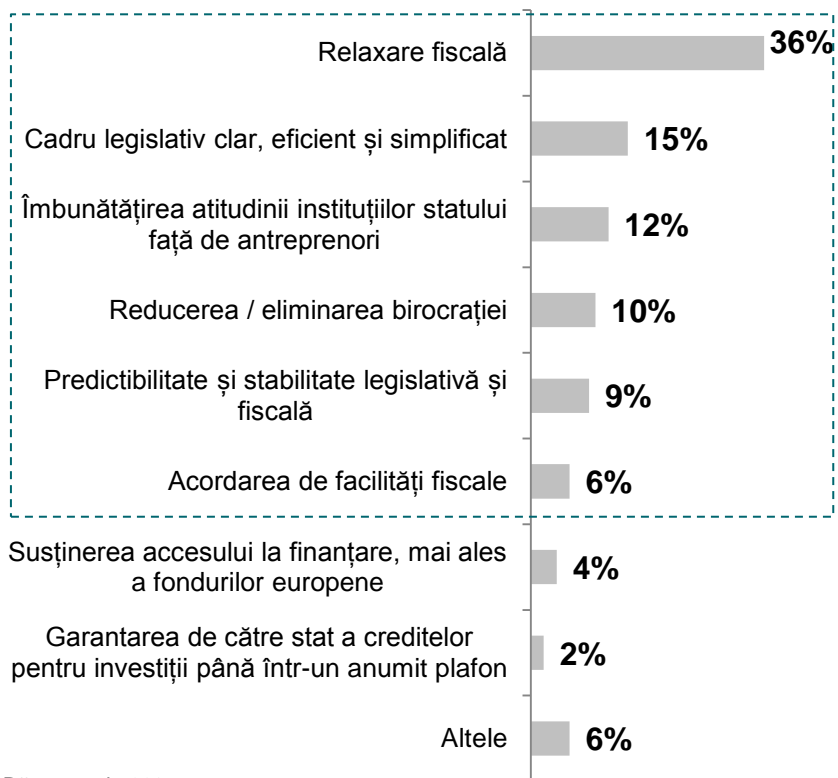 Relaxare fiscală
36%
Cadru legislativ clar, eficient și simplificat
15%
Îmbunătățirea atitudinii instituțiilor statului
față de antreprenori
12%
Reducerea / eliminarea birocrației
10%
Predictibilitate și stabilitate legislativă și
fiscală
9%
Acordarea de facilități fiscale
6%
Susținerea accesului la finanțare, mai ales
a fondurilor europene
4%
Garantarea de către stat a creditelor
pentru investiții până într-un anumit plafon
2%
Altele
6%